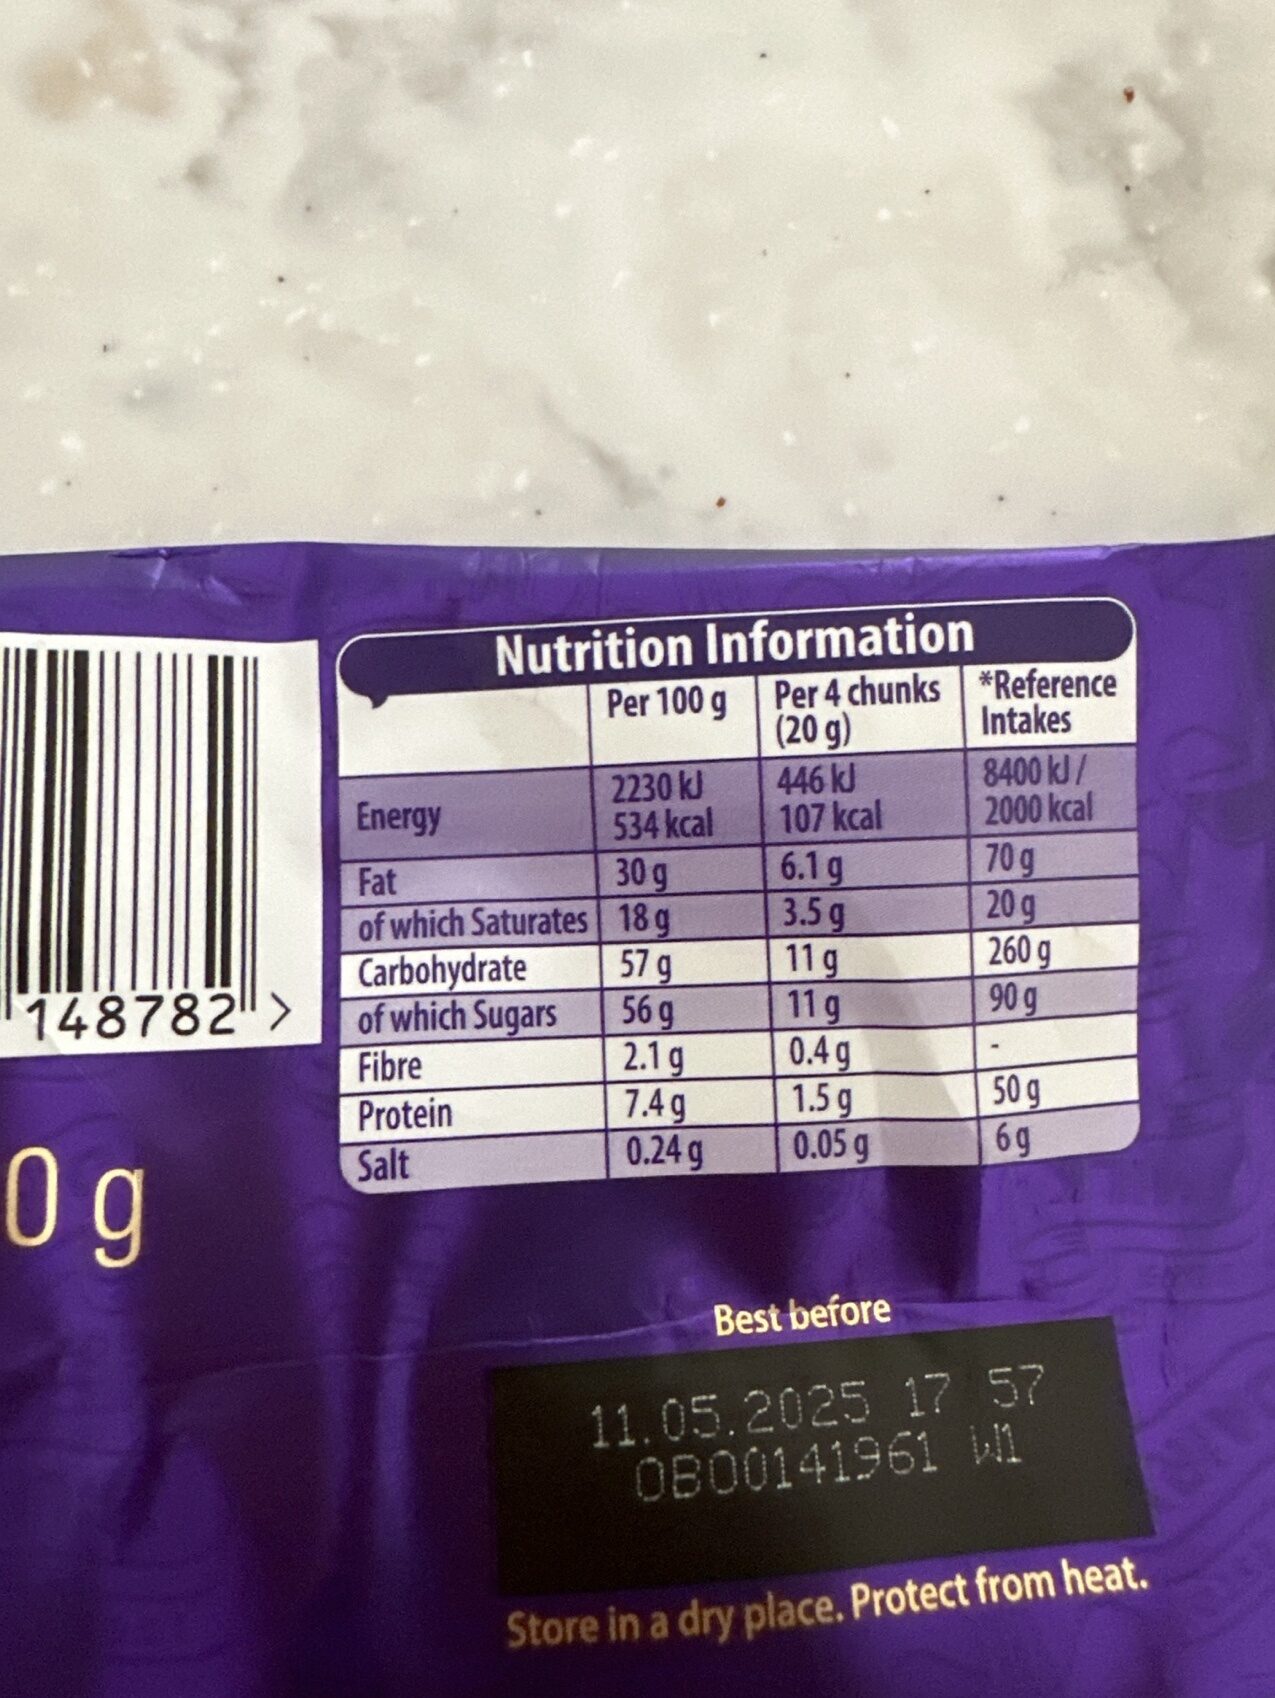 Nutrition Information
Per 100 g Per 4 chunks (20 g) *Reference Intakes
Energy 2230 kJ 534 kcal 446 kJ 107 kcal 8400 kJ / 2000 kcal
Fat 30 g 6.1 g 70 g
of which Saturates 18 g 3.5 g 20 g
Carbohydrate 57 g 11 g 260 g
of which Sugars 56 g 11 g 90 g
Fibre 2.1 g 0.4 g -
Protein 7.4 g 1.5 g 50 g
Salt 0.24 g 0.05 g 6 g
148782 >
0 g
Best before
11.05.2025 17 57
OBO0141961 W1
Store in a dry place. Protect from heat.